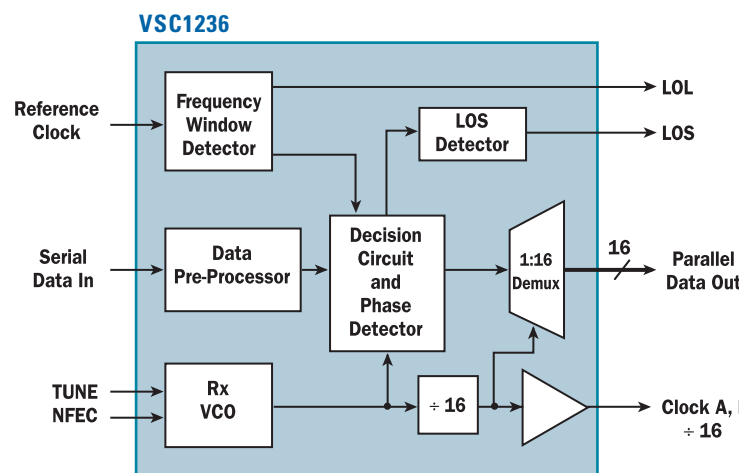 VSC1236
Reference
Clock
Frequency
Window
Detector
LOL
LOS
Detector
LOS
Serial
Data In
Data
Pre-Processor
Decision
Circuit
and
Phase
Detector
1:16
Demux
16
Parallel
Data Out
TUNE
NFEC
Rx
VCO
÷ 16
Clock A,
÷ 16